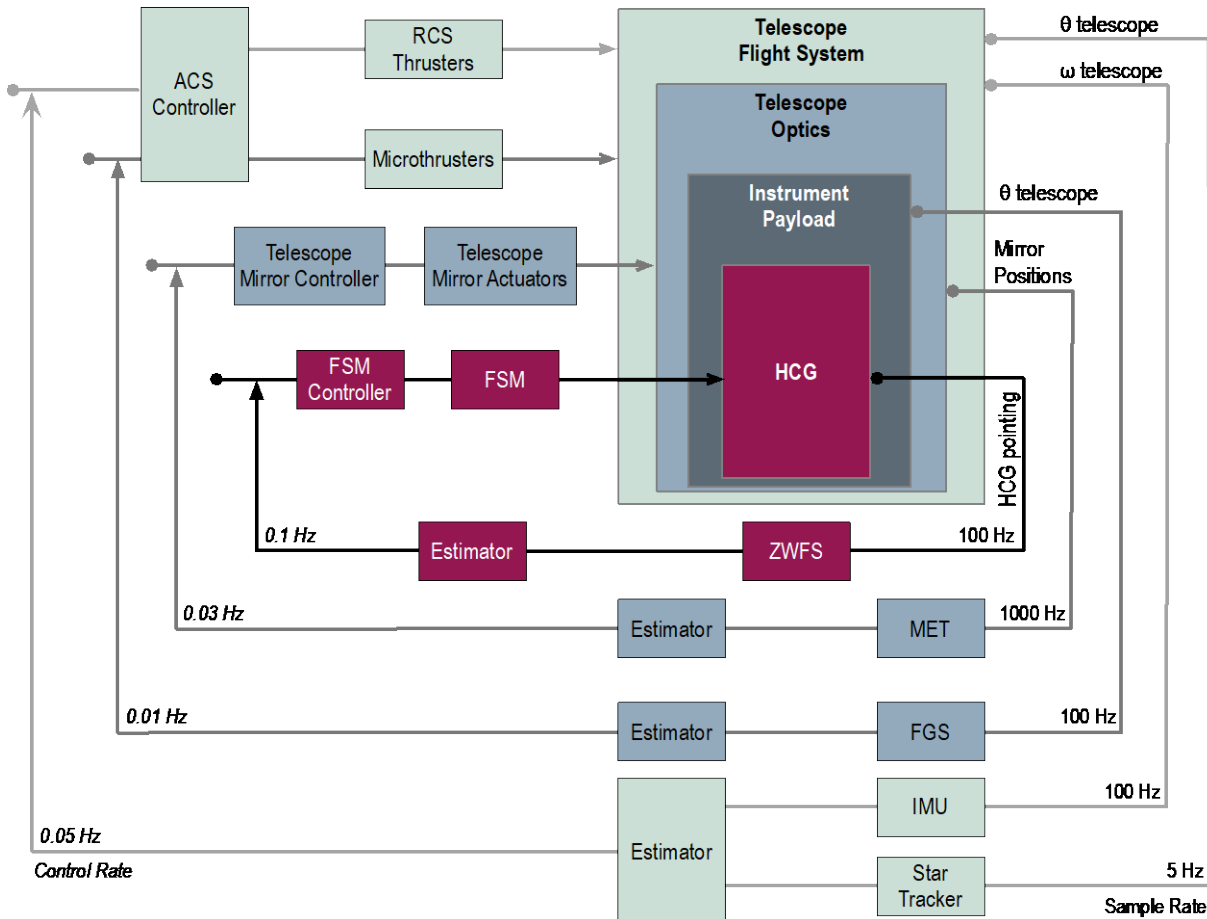 Telescope
Flight System
θ telescope
ω telescope
RCS
Thrusters
ACS
Controller
Telescope
Optics
Microthrusters
Instrument
Payload
θ telescope
Telescope
Mirror Controller
Telescope
Mirror Actuators
Mirror
Positions
FSM
Controller
FSM
HCG
HCG pointing
0.1 Hz
Estimator
ZWFS
100 Hz
0.03 Hz
Estimator
MET
1000 Hz
0.01 Hz
Estimator
FGS
100 Hz
IMU
100 Hz
0.05 Hz
Control Rate
Estimator
Star
Tracker
5 Hz
Sample Rate